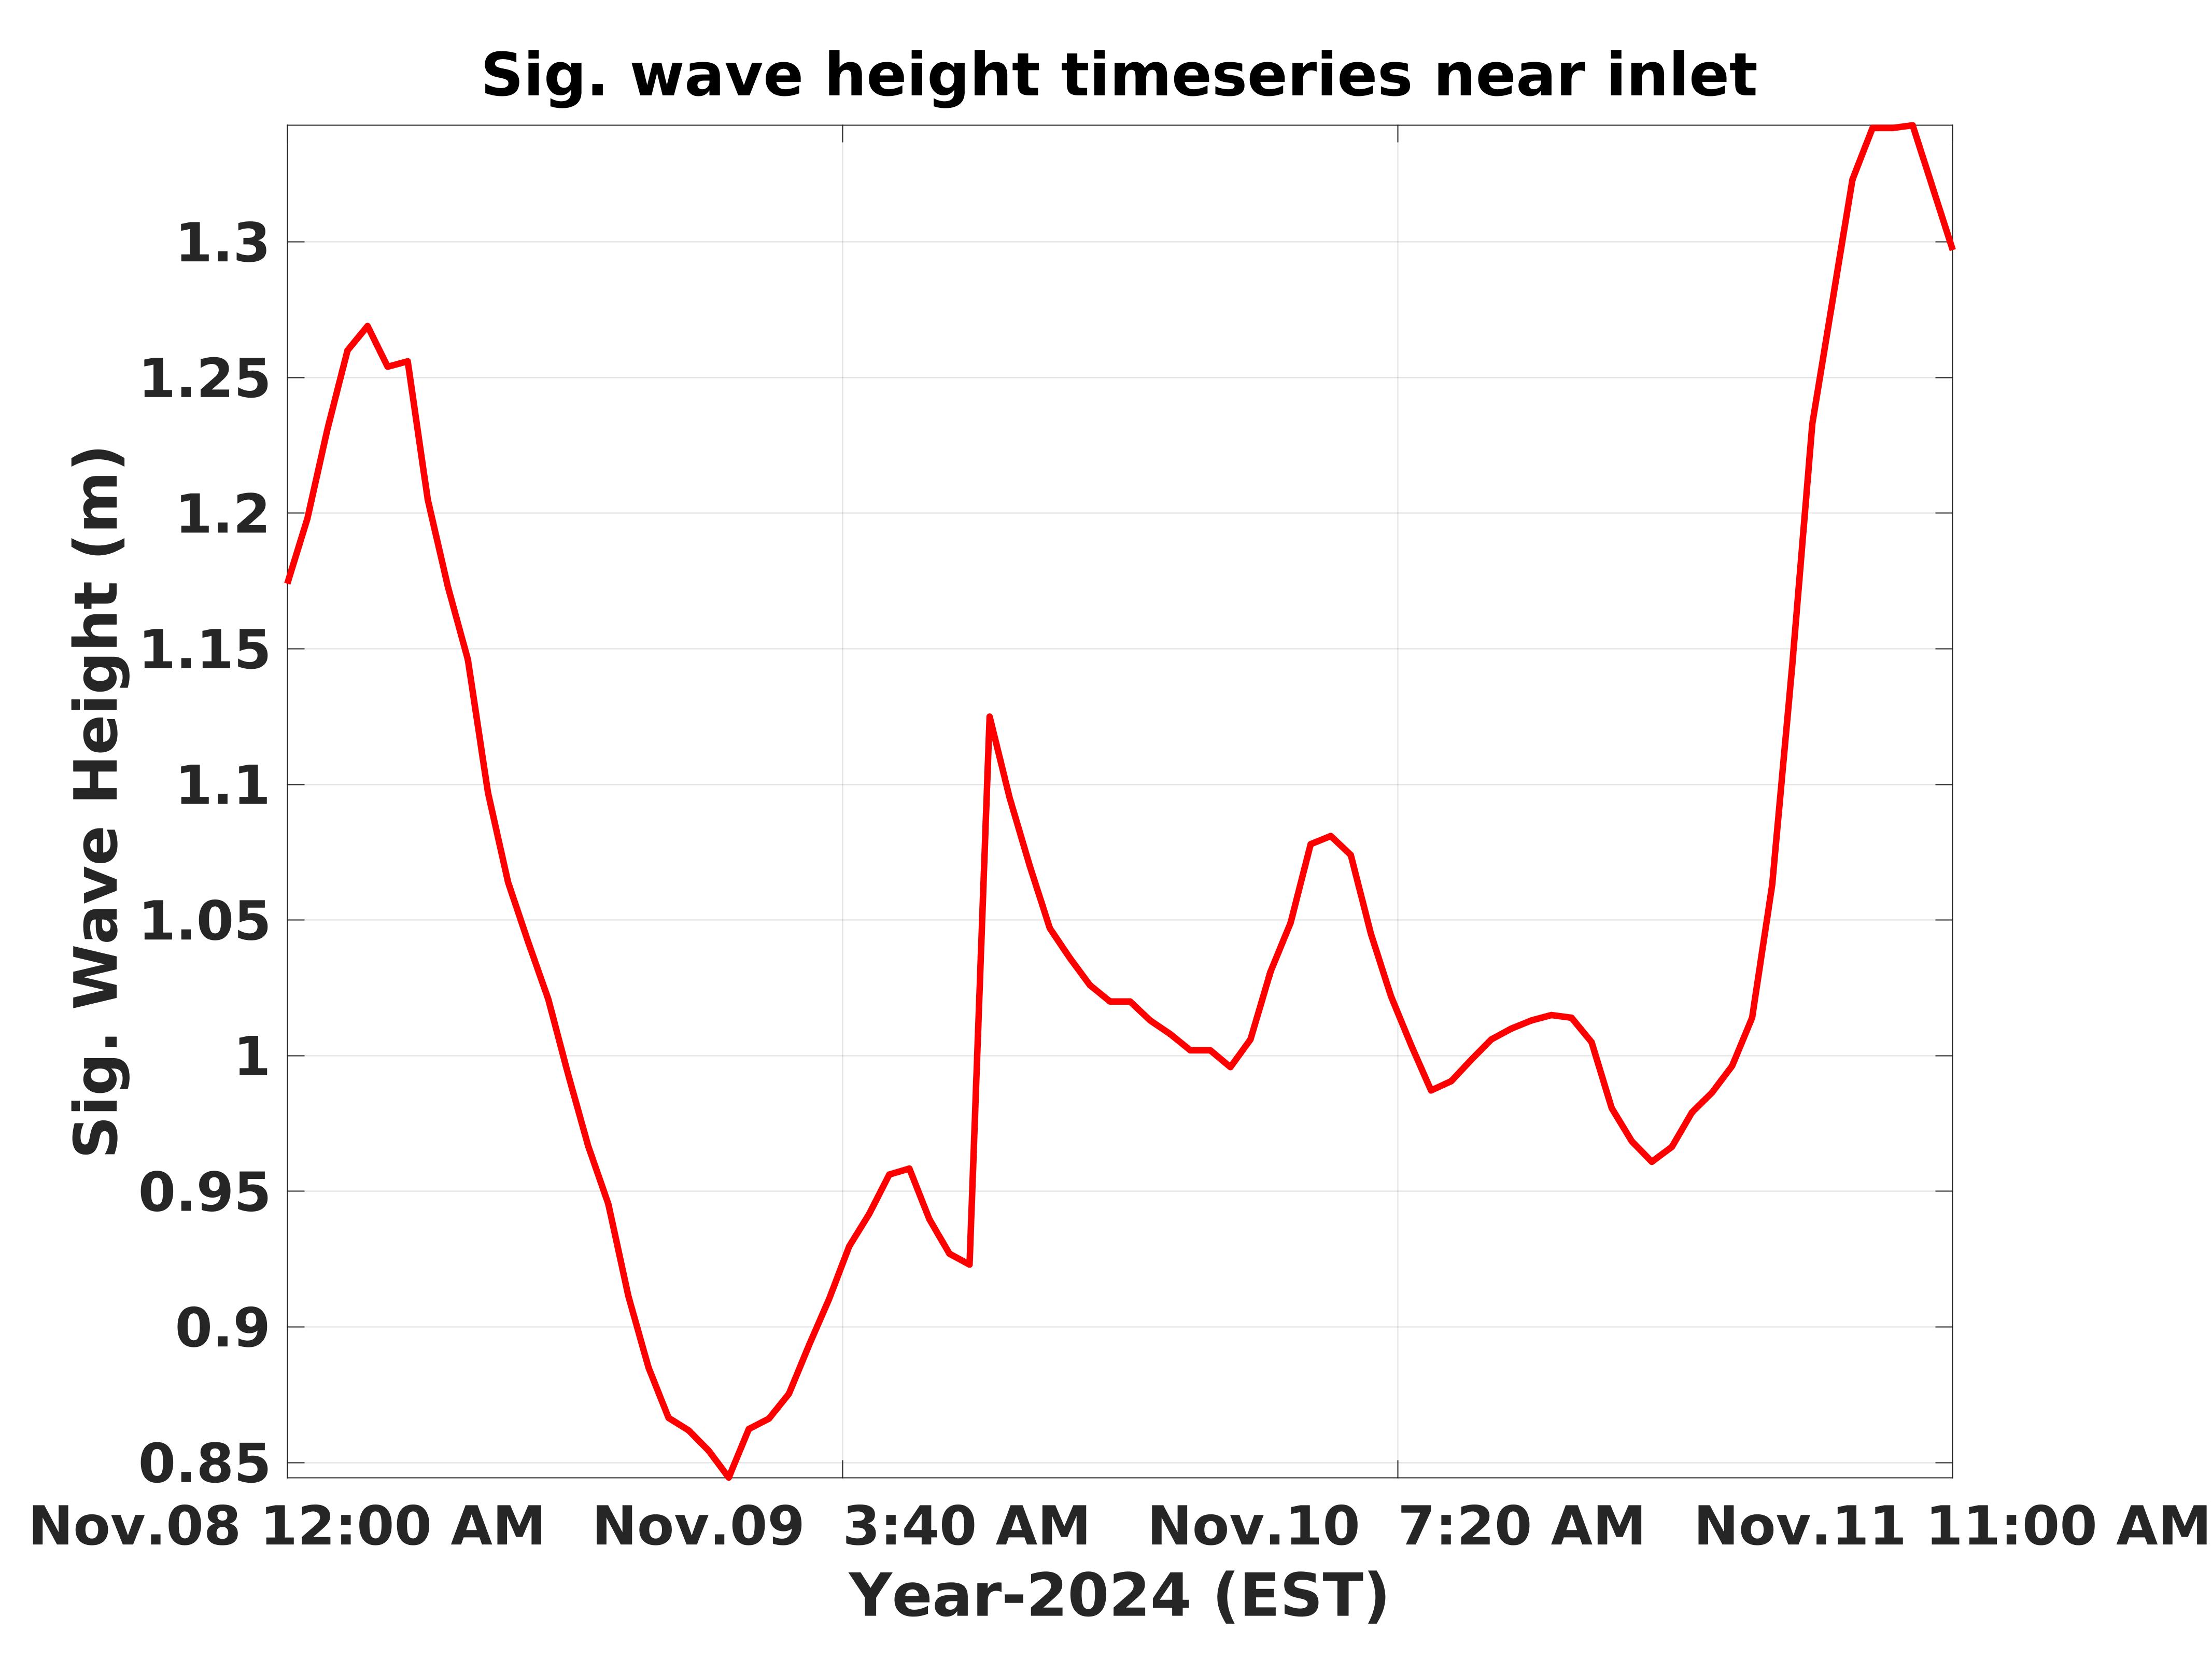 Sig. wave height timeseries near inlet
Sig. Wave Height (m)
1.3
1.25
1.2
1.15
1.1
1.05
1
0.95
0.9
0.85
Nov.08 12:00 AM Nov.09 3:40 AM Nov.10 7:20 AM Nov.11 11:00 AM
Year-2024 (EST)